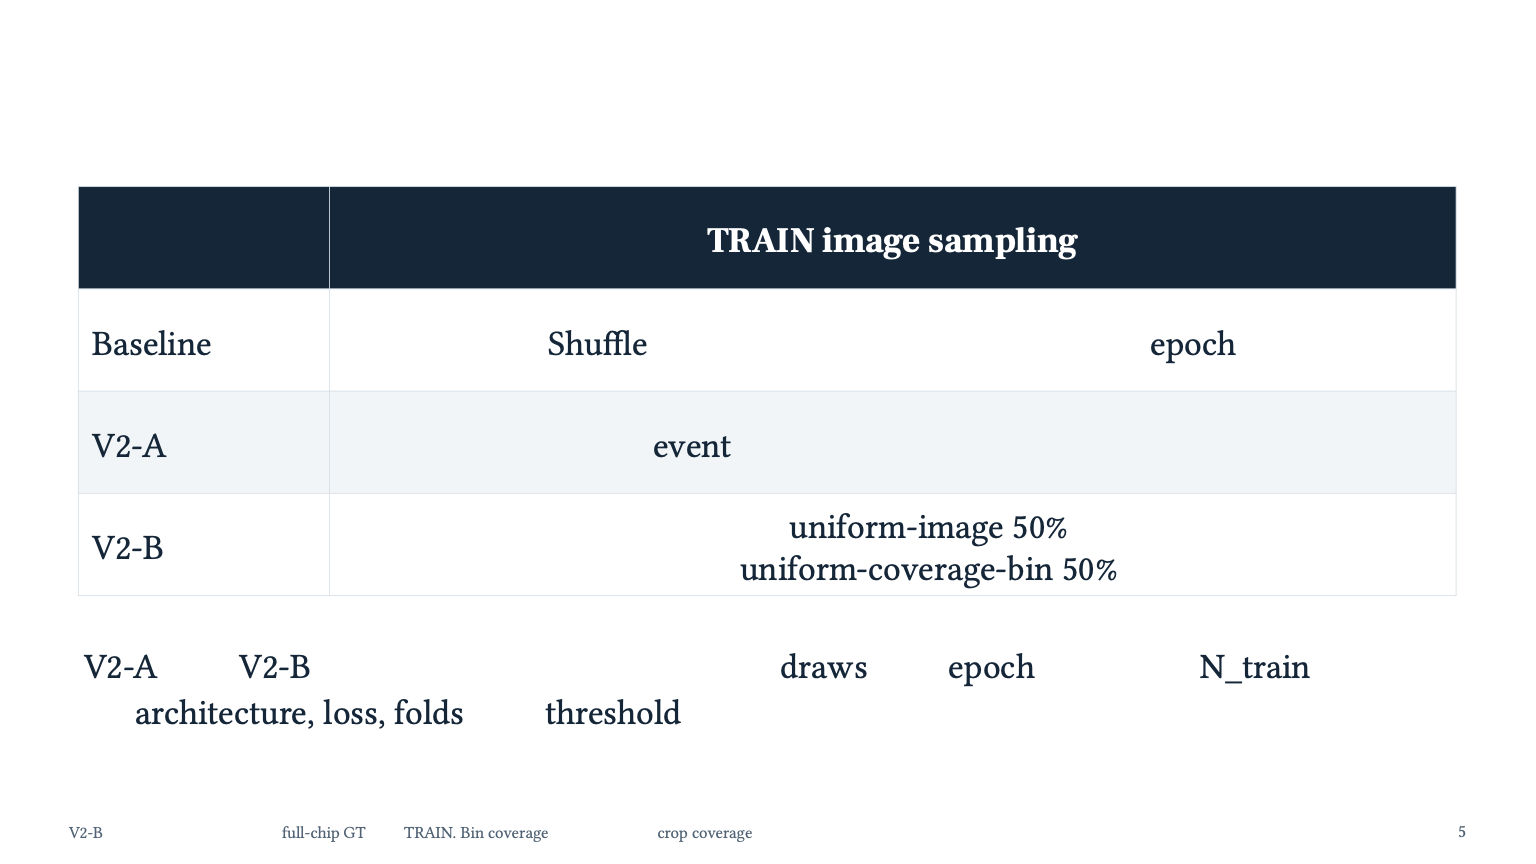 TRAIN image sampling
Baseline Shuffle epoch
V2-A event
V2-B uniform-image 50%
uniform-coverage-bin 50%
V2-A V2-B draws epoch N_train
architecture, loss, folds threshold
V2-B full-chip GT TRAIN. Bin coverage crop coverage 5